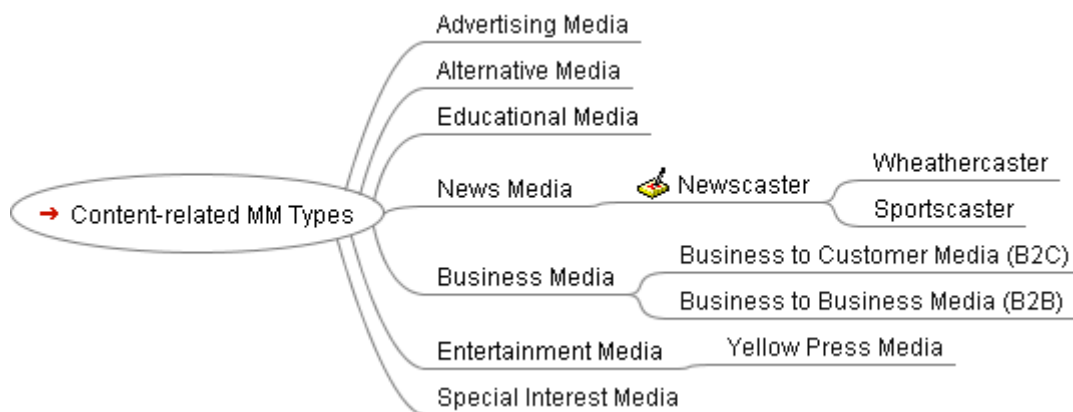 Advertising Media
Alternative Media
Educational Media
Content-related MM Types
News Media
Newscaster
Wheathercaster
Sportscaster
Business Media
Business to Customer Media (B2C)
Business to Business Media (B2B)
Entertainment Media
Yellow Press Media
Special Interest Media